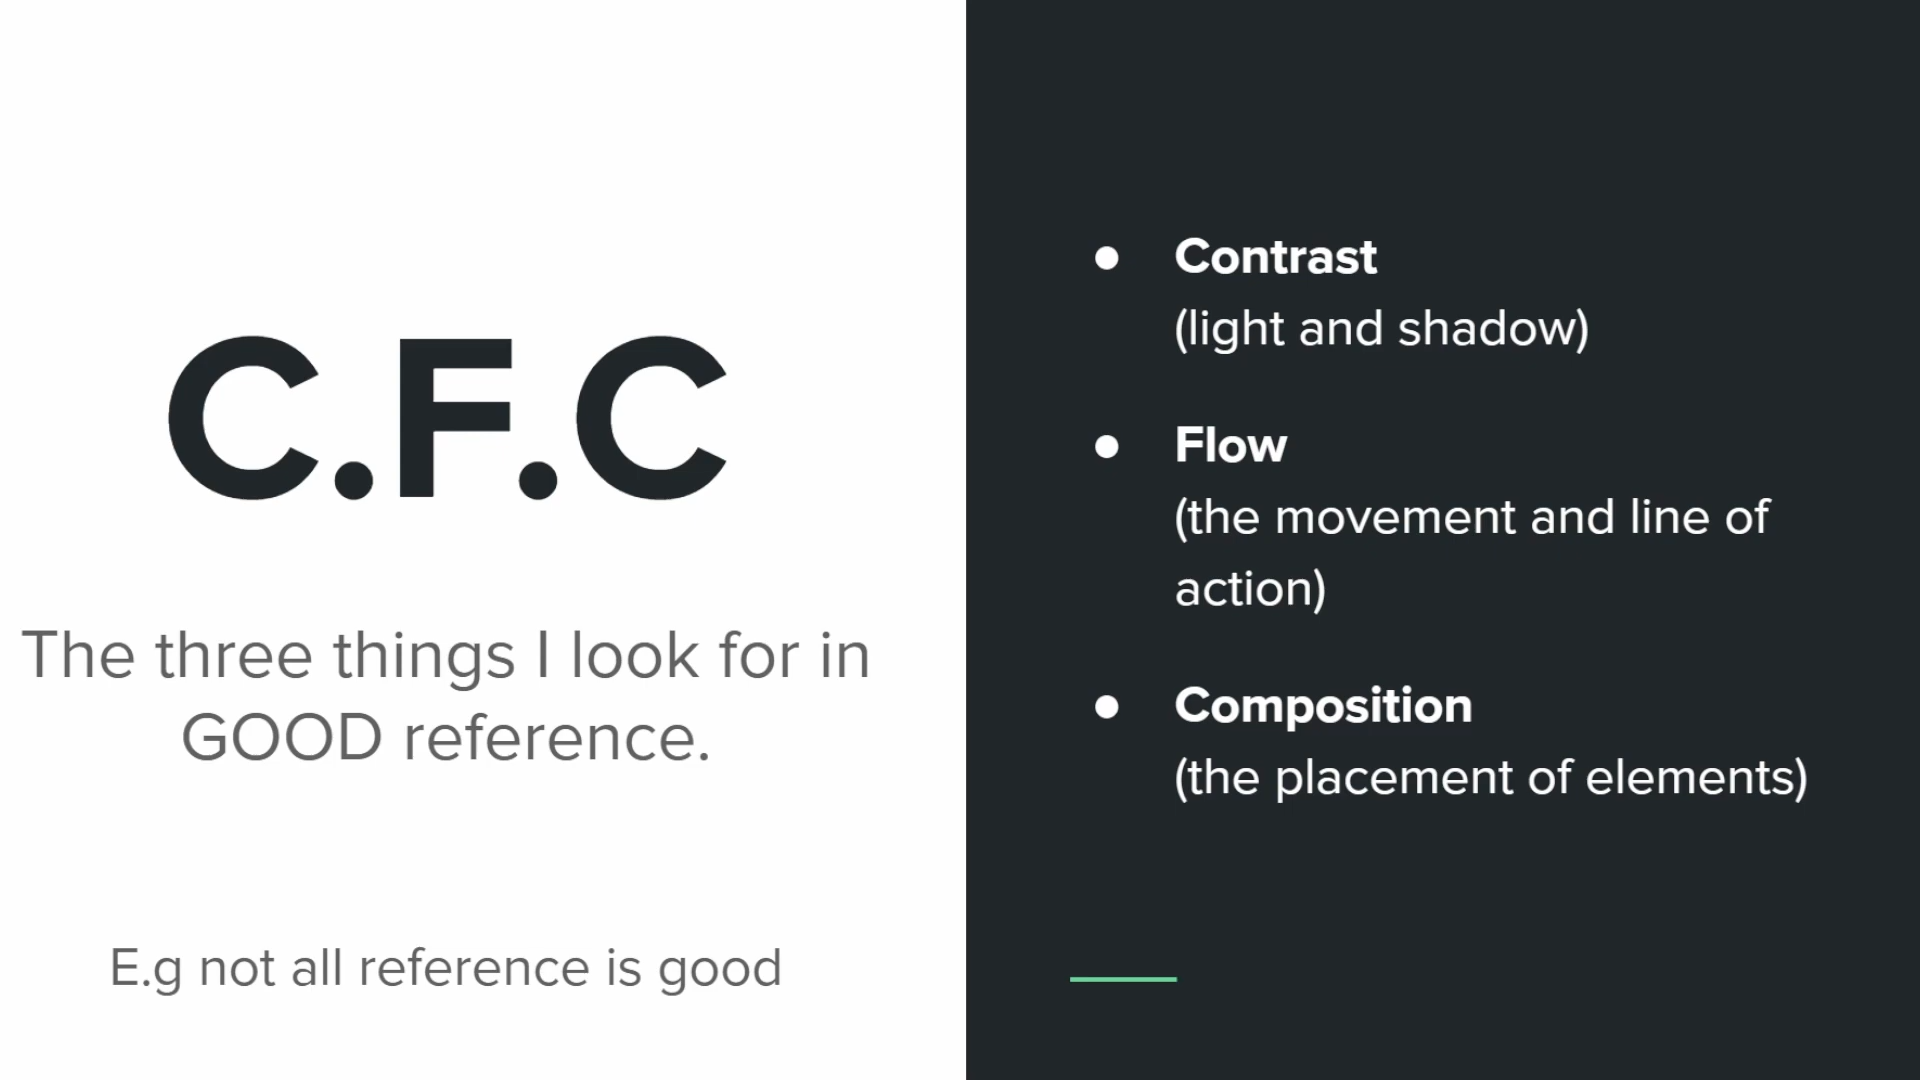 C.F.C
The three things I look for in
GOOD reference.
E.g not all reference is good
● Contrast
(light and shadow)
● Flow
(the movement and line of
action)
● Composition
(the placement of elements)